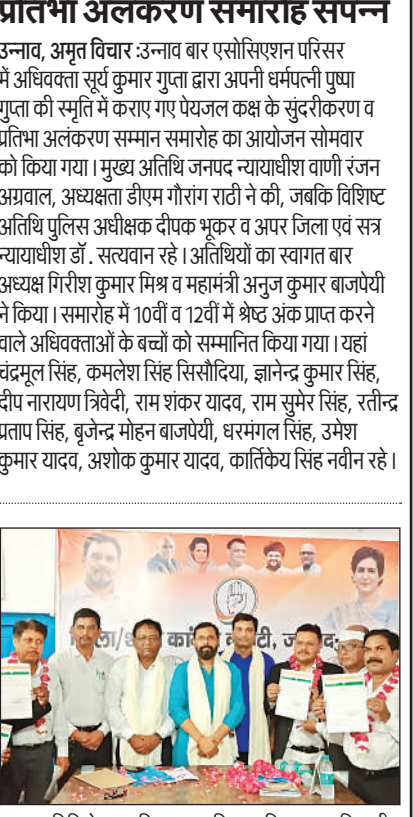 प्रतिभा अलंकरण समारोह संपन्न
उन्नाव, अमृत विचार :उन्नाव बार एसोसिएशन परिसर
में अधिवक्ता सूर्य कुमार गुप्ता द्वारा अपनी धर्मपत्नी पुष्पा
गुप्ता की स्मृति में कराए गए पेयजल कक्ष के सुंदरीकरण व
प्रतिभा अलंकरण सम्मान समारोह का आयोजन सोमवार
को किया गया। मुख्य अतिथि जनपद न्यायाधीश वाणी रंजन
अग्रवाल, अध्यक्षता डीएम गौरांग राठी ने की, जबकि विशिष्ट
अतिथि पुलिस अधीक्षक दीपक भूकर व अपर जिला एवं सत्र
न्यायाधीश डॉ. सत्यवान रहे। अतिथियों का स्वागत बार
अध्यक्ष गिरीश कुमार मिश्र व महामंत्री अनुज कुमार बाजपेयी
ने किया। समारोह में 10वीं व 12वीं में श्रेष्ठ अंक प्राप्त करने
वाले अधिवक्ताओं के बच्चों को सम्मानित किया गया। यहां
चंद्रमूल सिंह, कमलेश सिंह सिसौदिया, ज्ञानेन्द्र कुमार सिंह,
दीप नारायण त्रिवेदी, राम शंकर यादव, राम सुमेर सिंह, रतीन्द्र
प्रताप सिंह, बृजेन्द्र मोहन बाजपेयी, धरमंगल सिंह, उमेश
कुमार यादव, अशोक कुमार यादव, कार्तिकेय सिंह नवीन रहे।